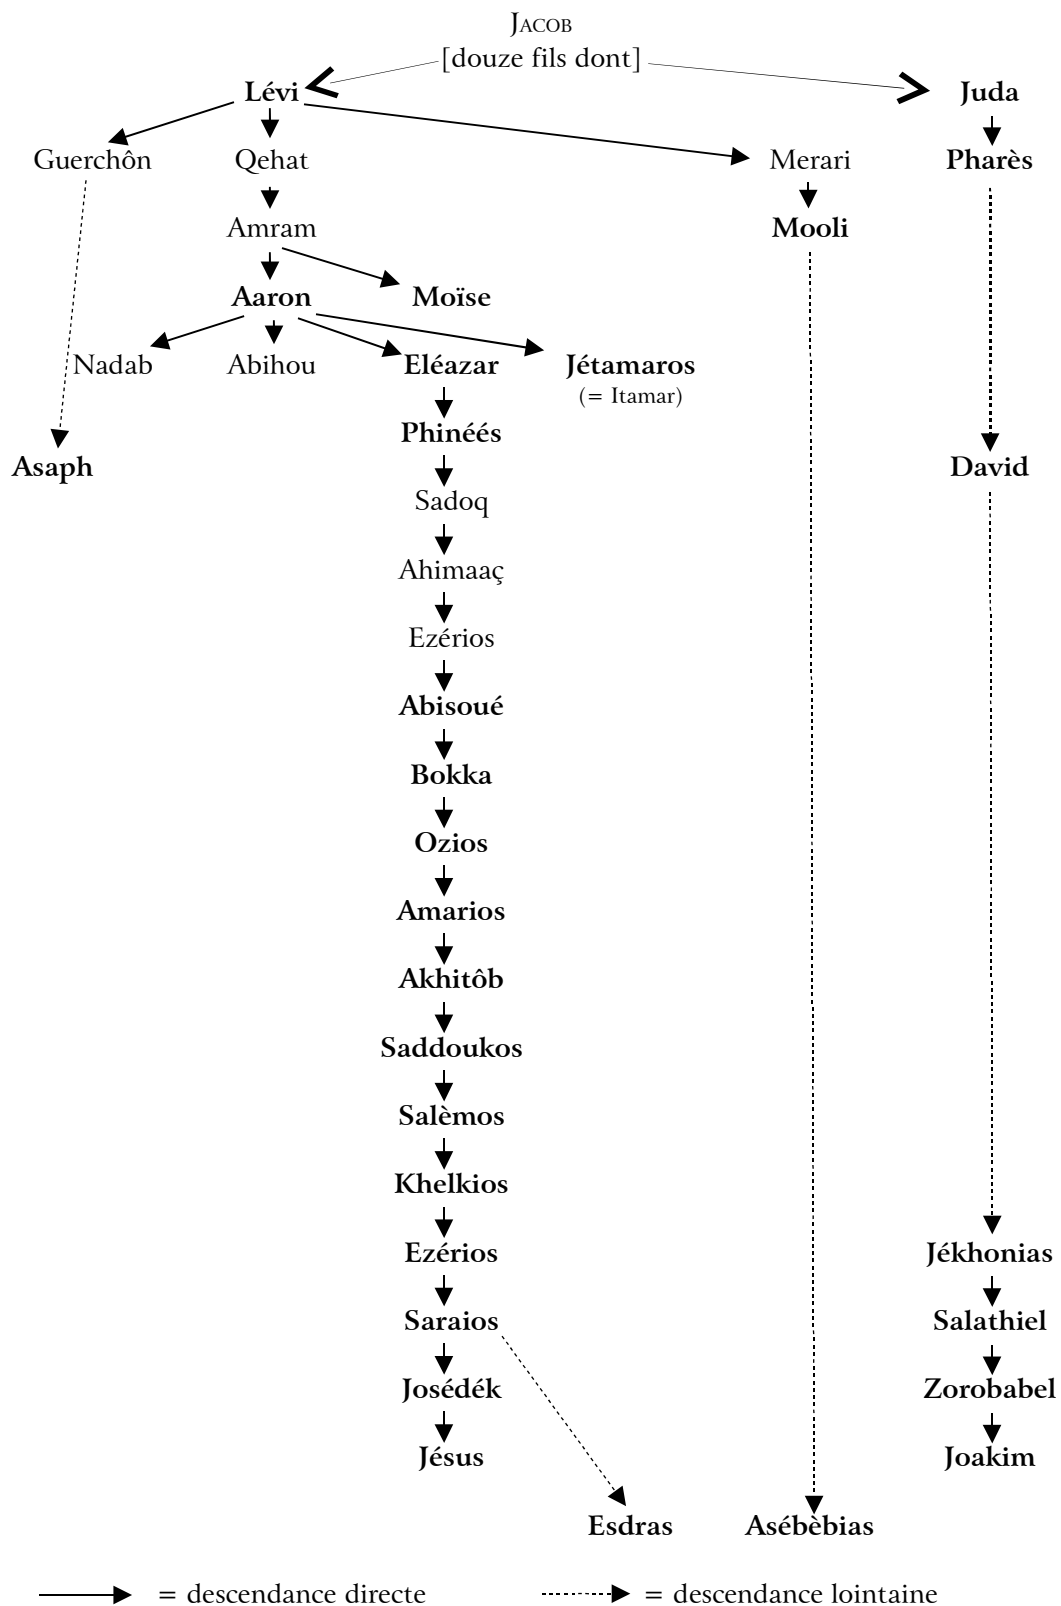 JACOB
[douze fils dont]
Lévi Juda
Guerchôn Qehat Merari Pharès
Amram Mooli
Aaron Moïse
Nadab Abihou Eléazar Jétamaros
(= Itamar)
Phinéés
Asaph David
Sadoq
Ahimaaç
Ezérios
Abisoué
Bokka
Ozios
Amarios
Akhitôb
Saddoukos
Salèmos
Khelkios
Ezérios Jékhonias
Saraios Salathiel
Josédék Zorobabel
Jésus Joakim
Esdras Asébèbias
= descendance directe = descendance lointaine